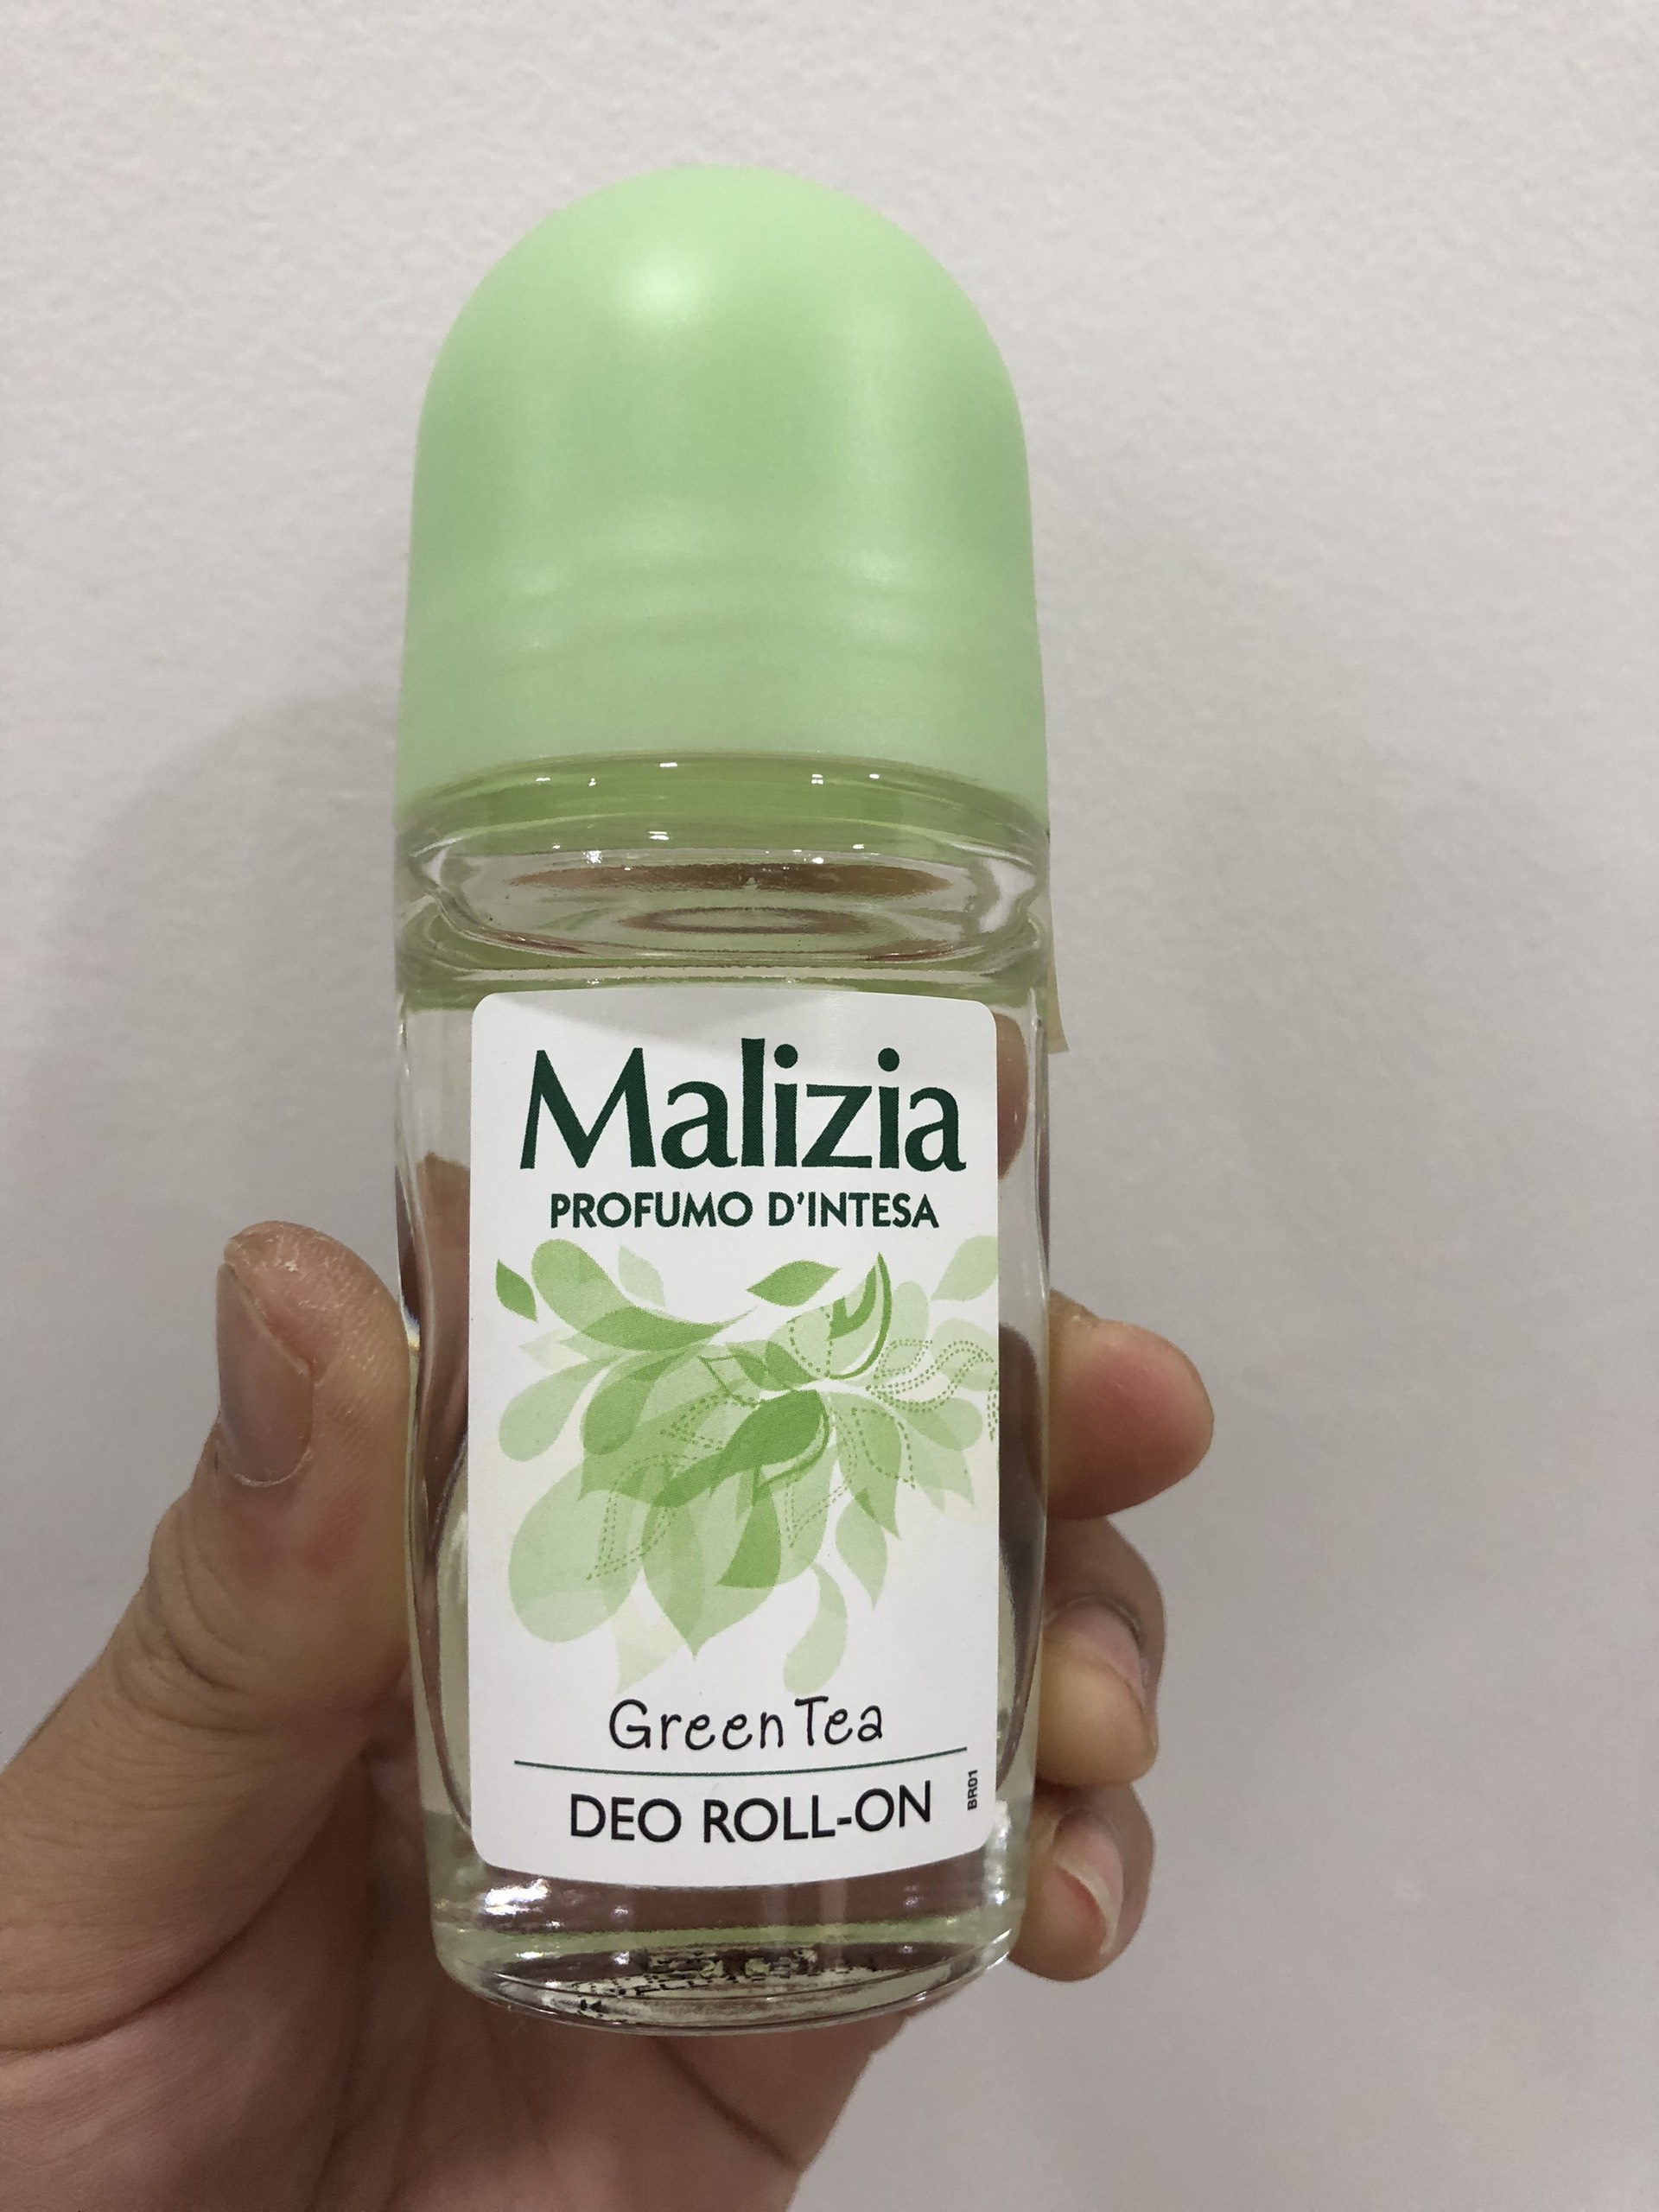 Malizia
PROFUMO D'INTESA
Green Tea
DEO ROLL-ON
BR01